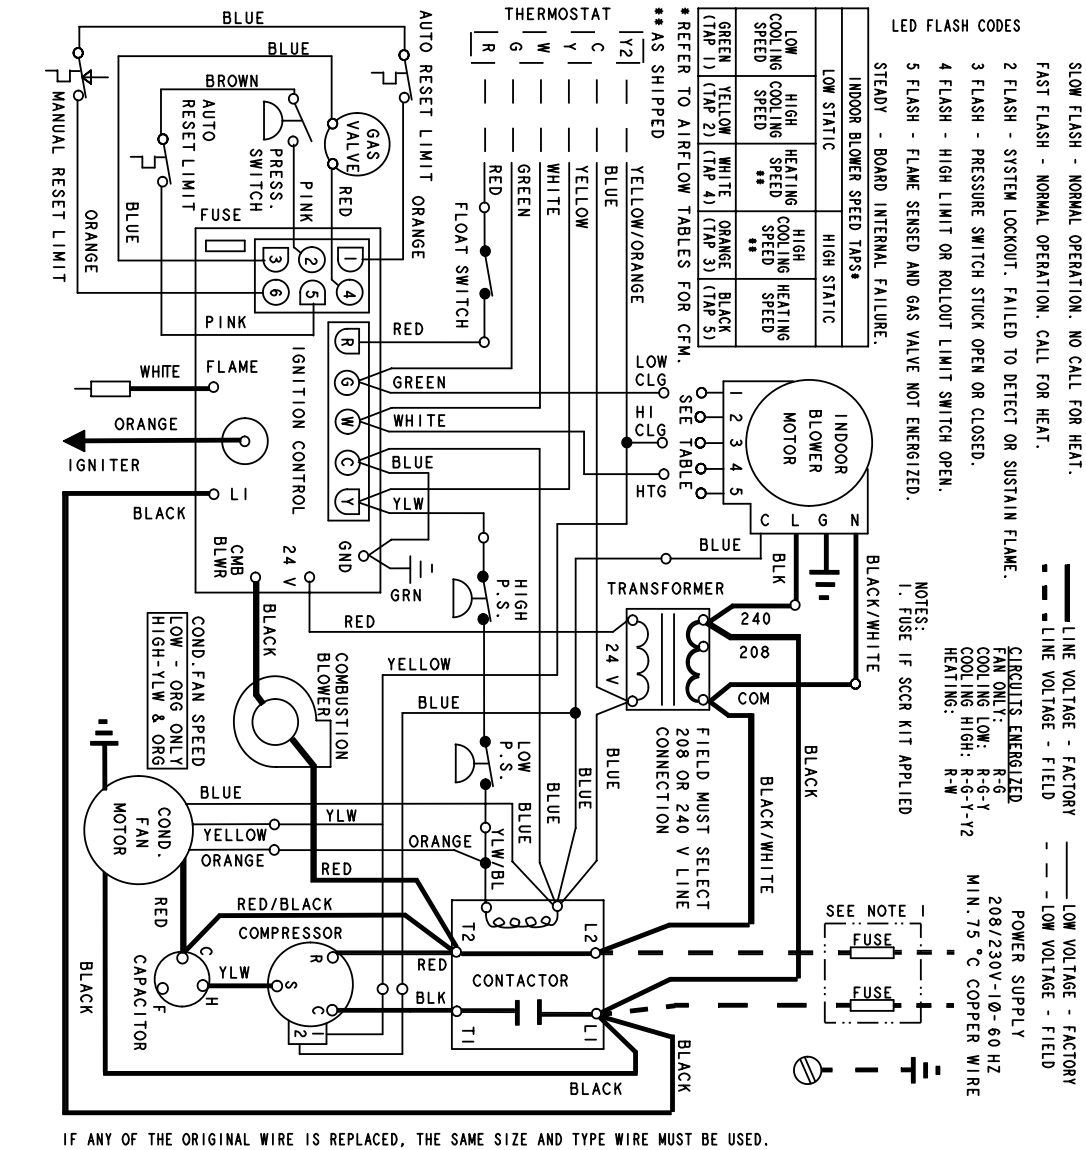 LED FLASH CODES
SLOW FLASH - NORMAL OPERATION. NO CALL FOR HEAT.
FAST FLASH - NORMAL OPERATION. CALL FOR HEAT.
2 FLASH - SYSTEM LOCKOUT. FAILED TO DETECT OR SUSTAIN FLAME.
3 FLASH - PRESSURE SWITCH STUCK OPEN OR CLOSED.
4 FLASH - HIGH LIMIT OR ROLLOUT LIMIT SWITCH OPEN.
5 FLASH - FLAME SENSED AND GAS VALVE NOT ENERGIZED.
STEADY - BOARD INTERNAL FAILURE.
INDOOR BLOWER SPEED TAPS*
LOW STATIC
HIGH STATIC
LOW COOLING SPEED
HIGH COOLING SPEED
HEATING SPEED **
HIGH COOLING SPEED **
HEATING SPEED
GREEN (TAP 1)
YELLOW (TAP 2)
WHITE (TAP 4)
ORANGE (TAP 3)
BLACK (TAP 5)
*REFER TO AIRFLOW TABLES FOR CFM.
**AS SHIPPED
THERMOSTAT
R
G
W
Y
C
Y2
RED
GREEN
WHITE
YELLOW
BLUE
YELLOW/ORANGE
FLOAT SWITCH
BLUE
BLUE
BROWN
AUTO RESET LIMIT
MANUAL RESET LIMIT
AUTO
RESET LIMIT
PRESS.
SWITCH
GAS
VALVE
ORANGE
BLUE
PINK
RED
ORANGE
FUSE
3
2
1
6
5
4
PINK
IGNITION CONTROL
R
G
W
C
Y
RED
GREEN
WHITE
BLUE
YLW
GND
GRN
FLAME
WHITE
ORANGE
IGNITER
L1
BLACK
CMB
BLWR
24 V
LOW
CLG
HI
CLG
HTG
SEE TABLE
1
2
3
4
5
INDOOR
BLOWER
MOTOR
C
L
G
N
BLUE
BLK
BLACK/WHITE
TRANSFORMER
24 V
240
208
COM
HIGH
P.S.
RED
YELLOW
BLUE
BLACK
COMBUSTION
BLOWER
COND.FAN SPEED
LOW - ORG ONLY
HIGH-YLW & ORG
LOW
P.S.
FIELD MUST SELECT
208 OR 240 V LINE
CONNECTION
BLUE
BLUE
BLUE
BLUE
BLACK
BLACK/WHITE
NOTES:
1. FUSE IF SCCR KIT APPLIED
CIRCUITS ENERGIZED
FAN ONLY: R-G
COOLING LOW: R-G-Y
COOLING HIGH: R-G-Y-Y2
HEATING: R-W
LINE VOLTAGE - FACTORY
LINE VOLTAGE - FIELD
LOW VOLTAGE - FACTORY
LOW VOLTAGE - FIELD
POWER SUPPLY
208/230V-10-60 HZ
MIN.75 °C COPPER WIRE
COND.
FAN
MOTOR
BLUE
YELLOW
YLW
ORANGE
ORANGE
YLW/BL
RED
RED
RED/BLACK
COMPRESSOR
R
S
C
1
2
YLW
CAPACITOR
C
H
F
BLACK
RED
BLK
T2
T1
L2
L1
CONTACTOR
SEE NOTE 1
FUSE
FUSE
BLACK
BLACK
IF ANY OF THE ORIGINAL WIRE IS REPLACED, THE SAME SIZE AND TYPE WIRE MUST BE USED.